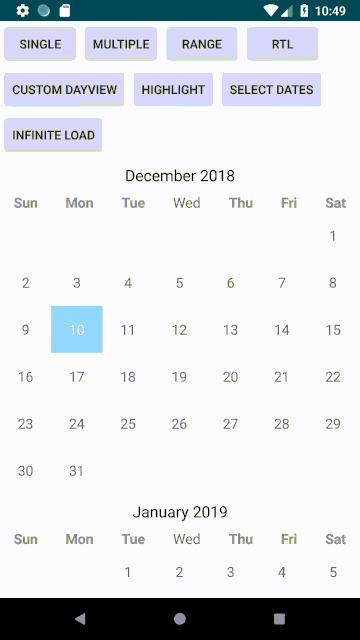 10:49
SINGLE MULTIPLE RANGE RTL
CUSTOM DAYVIEW HIGHLIGHT SELECT DATES
INFINITE LOAD
December 2018
Sun Mon Tue Wed Thu Fri Sat
1
2 3 4 5 6 7 8
9 10 11 12 13 14 15
16 17 18 19 20 21 22
23 24 25 26 27 28 29
30 31
January 2019
Sun Mon Tue Wed Thu Fri Sat
1 2 3 4 5